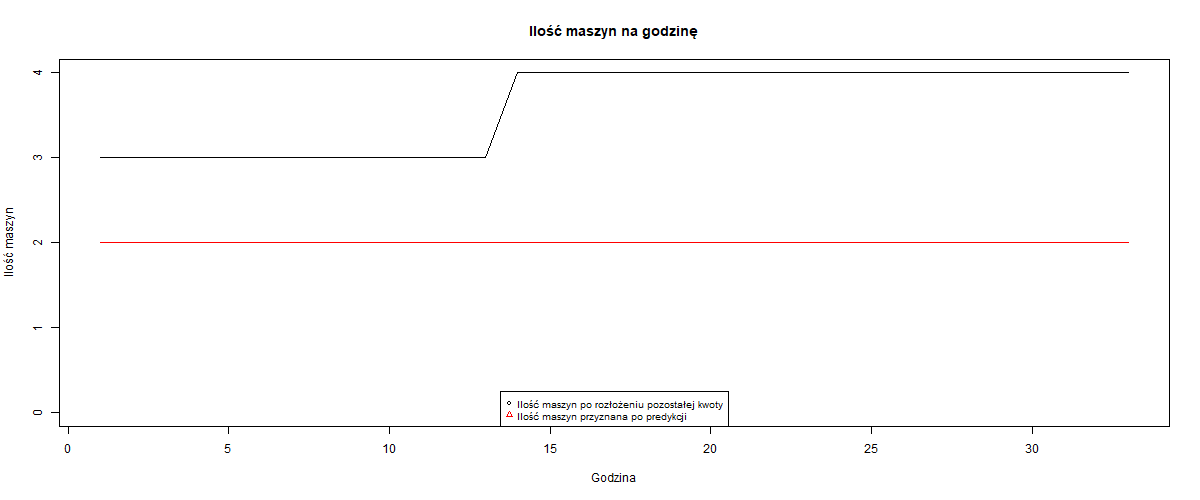 Ilość maszyn na godzinę
4
3
2
1
0
Ilość maszyn
Ilość maszyn po rozłożeniu pozostałej kwoty
Ilość maszyn przyznana po predykcji
0 5 10 15 20 25 30
Godzina